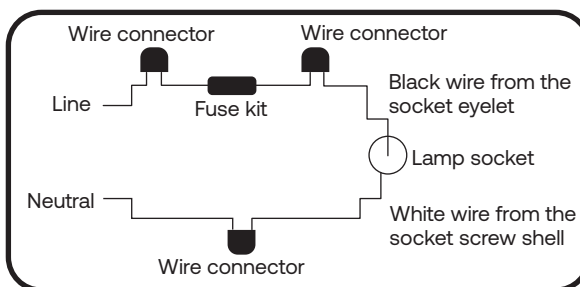 Wire connector
Wire connector
Line
Fuse kit
Black wire from the
socket eyelet
Lamp socket
Neutral
White wire from the
socket screw shell
Wire connector